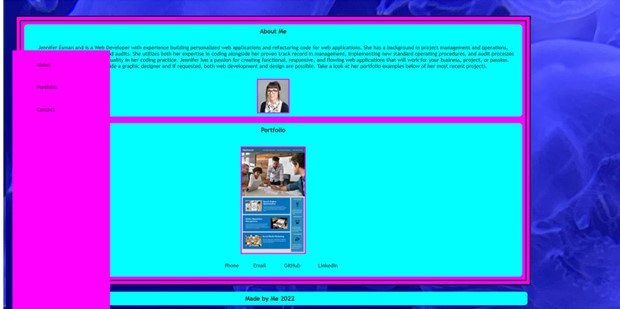 About Me
Jennifer Esman and is a Web Developer with experience building personalized web applications and refactoring code for web applications. She has a background in project management and operations,
d audits. She utilizes both her expertise in coding alongside her proven track record in management, implementing new standard operating procedures, and audit processes
uality in her coding practice. Jennifer has a passion for creating functional, responsive, and flowing web applications that will work for your business, project, or passion.
de a graphic designer and if requested, both web development and design are possible. Take a look at her portfolio examples below of her most recent projects.
About
Portfolio
Contact
Portfolio
Phone Email GitHub LinkedIn
Made by Me 2022